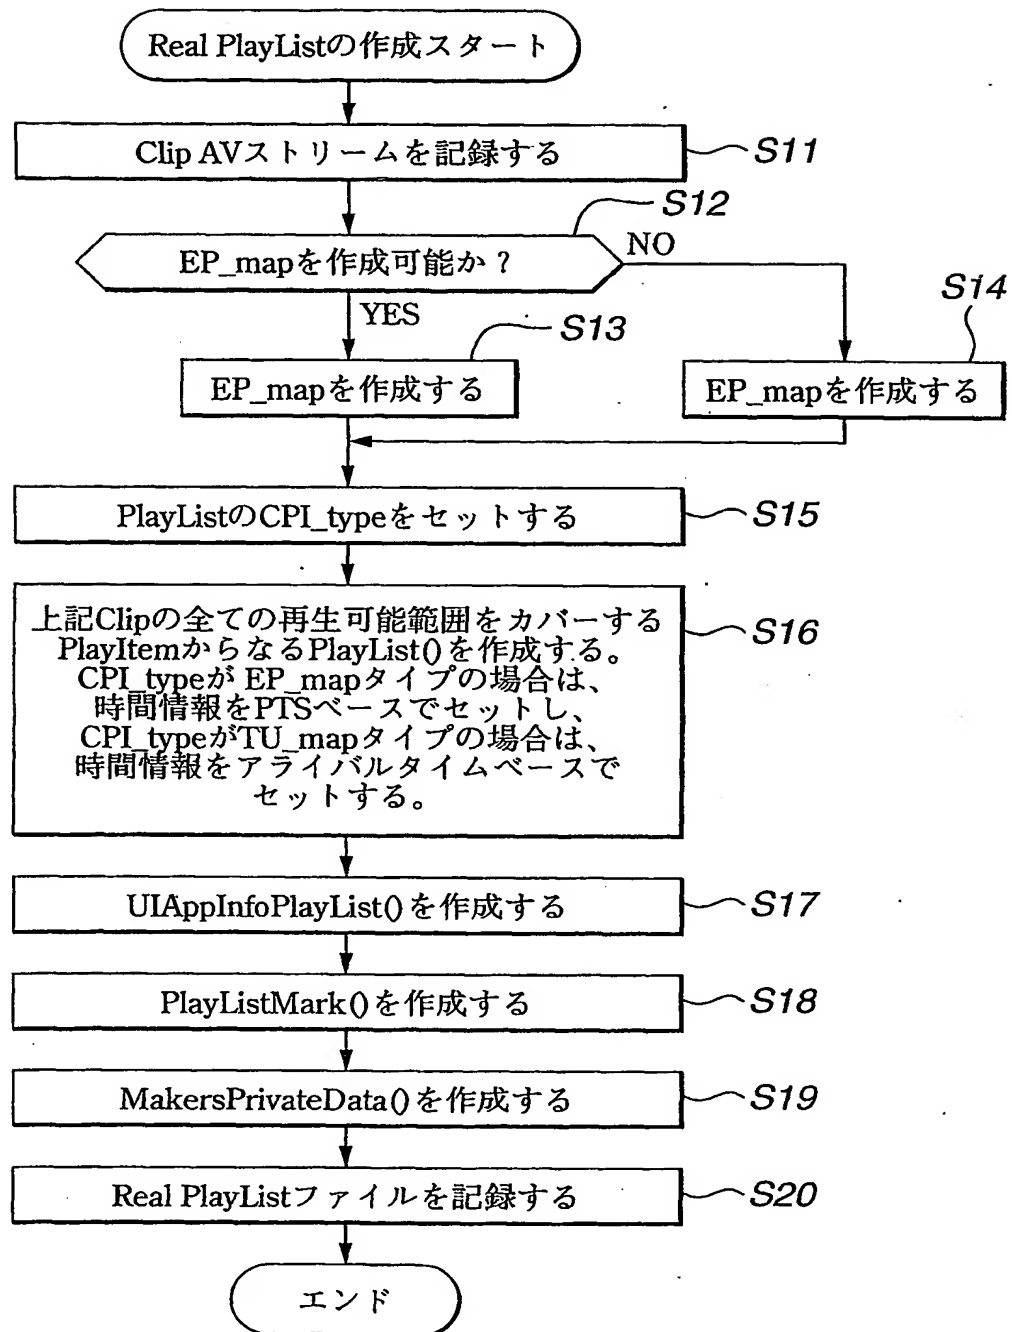 Real PlayListの作成スタート
Clip AVストリームを記録する
S11
S12
EP_mapを作成可能か?
NO
YES
S13
S14
EP_mapを作成する
EP_mapを作成する
PlayListのCPI_typeをセットする
S15
上記Clipの全ての再生可能範囲をカバーする
PlayItemからなるPlayList()を作成する。
CPI_typeが EP_mapタイプの場合は、
時間情報をPTSベースでセットし、
CPI_typeがTU_mapタイプの場合は、
時間情報をアライバルタイムベースで
セットする。
S16
UIAppInfoPlayList()を作成する
S17
PlayListMark()を作成する
S18
MakersPrivateData()を作成する
S19
Real PlayListファイルを記録する
S20
エンド